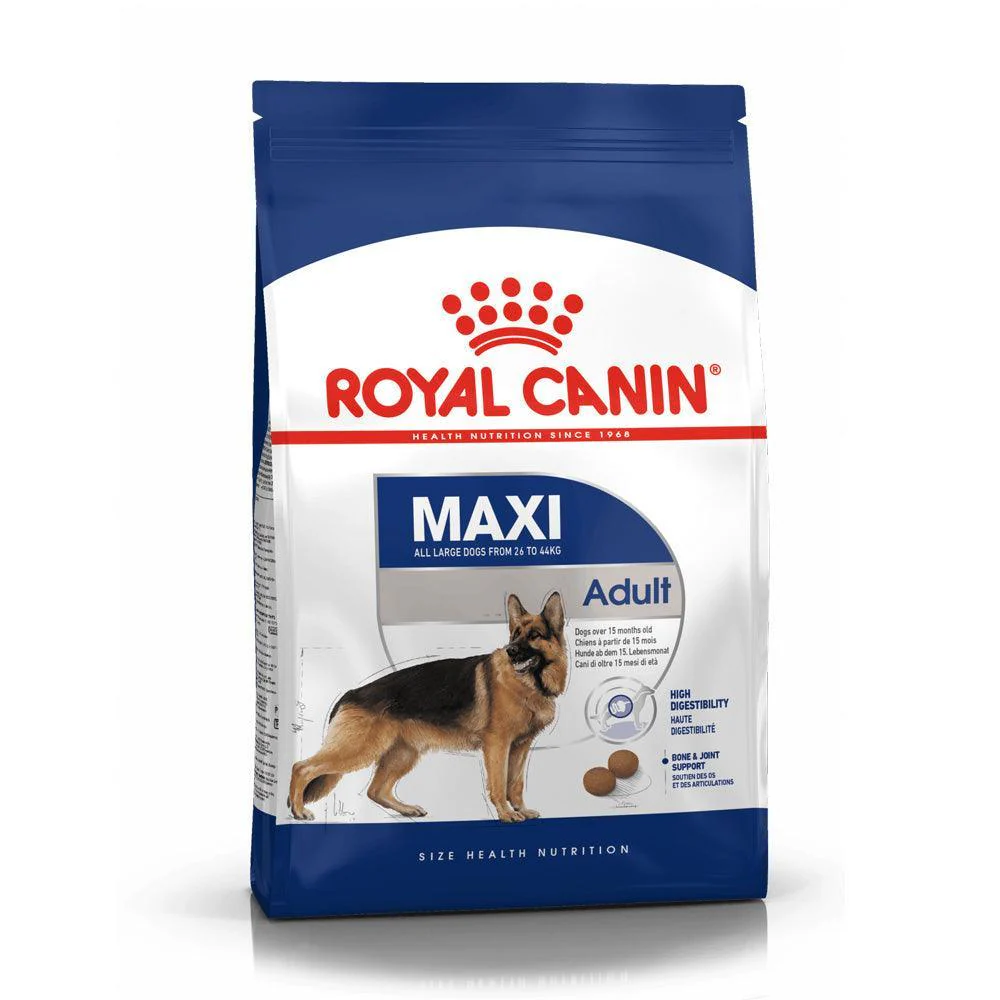 ROYAL CANIN®
HEALTH NUTRITION SINCE 1968
MAXI
ALL LARGE DOGS FROM 26 TO 44KG
Adult
Dogs over 15 months old
Chiens à partir de 15 mois
Hunde ab dem 15. Lebensmonat
Cani di oltre 15 mesi di età
HIGH
DIGESTIBILITY
HAUTE
DIGESTIBILITÉ
BONE & JOINT
SUPPORT
SOUTIEN DES OS
ET DES ARTICULATIONS
SIZE HEALTH NUTRITION